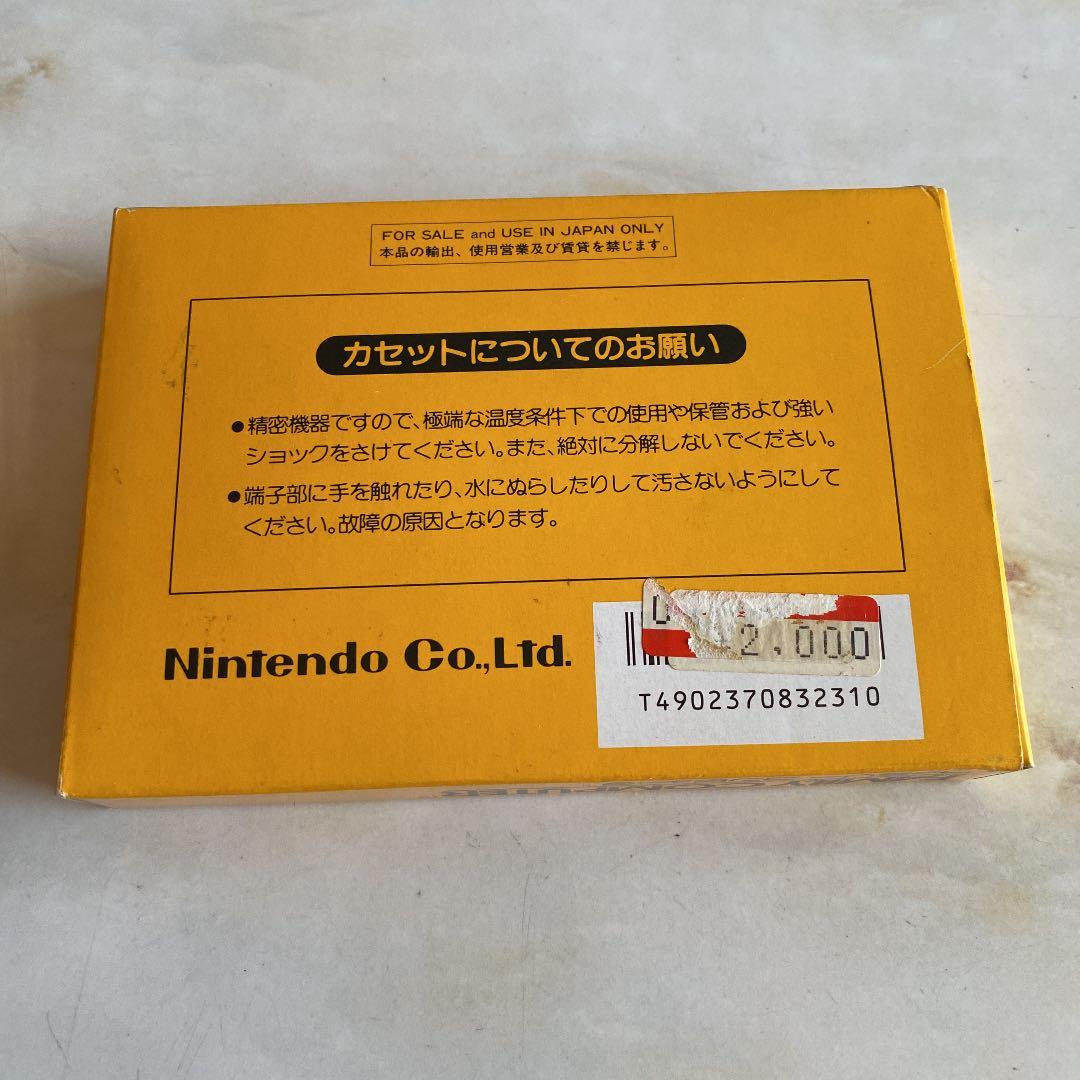 FOR SALE and USE IN JAPAN ONLY
本品の輸出、使用営業及び賃貸を禁じます。
カセットについてのお願い
●精密機器ですので、極端な温度条件下での使用や保管および強い
ショックをさけてください。また、絶対に分解しないでください。
●端子部に手を触れたり、水にぬらしたりして汚さないようにして
ください。故障の原因となります。
Nintendo Co.,Ltd.
2,000
T4902370832310
COMPUTER